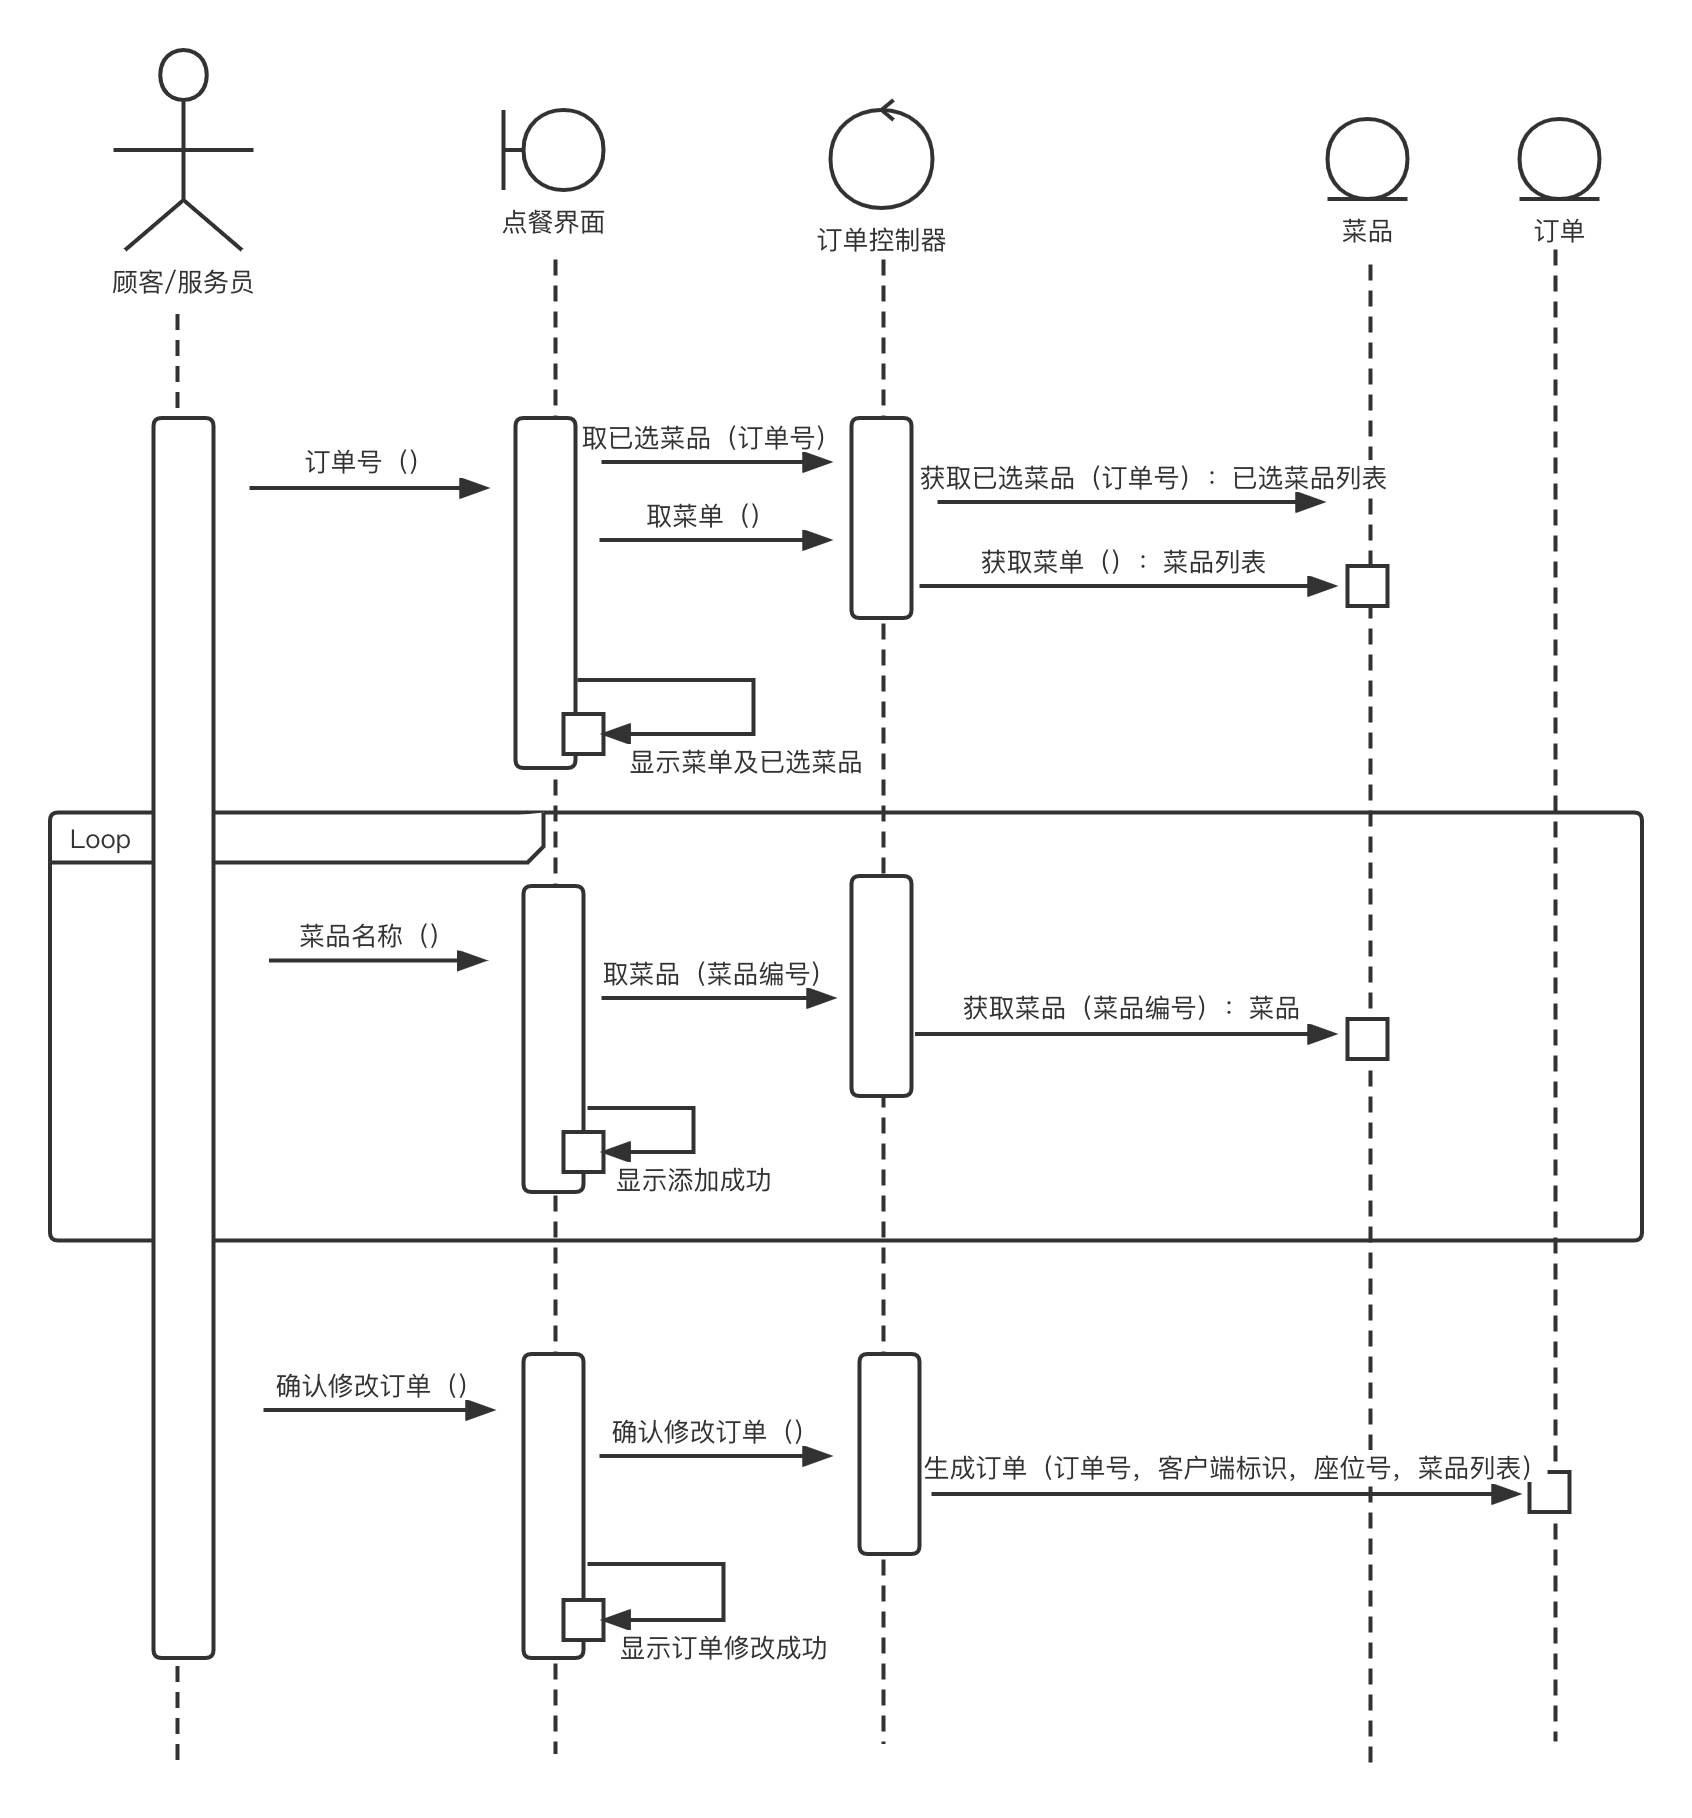 点餐界面
订单控制器
菜品
订单
顾客/服务员
取已选菜品（订单号）
订单号（）
获取已选菜品（订单号）：已选菜品列表
取菜单（）
获取菜单（）：菜品列表
显示菜单及已选菜品
Loop
菜品名称（）
取菜品（菜品编号）
获取菜品（菜品编号）：菜品
显示添加成功
确认修改订单（）
确认修改订单（）
生成订单（订单号，客户端标识，座位号，菜品列表）
显示订单修改成功